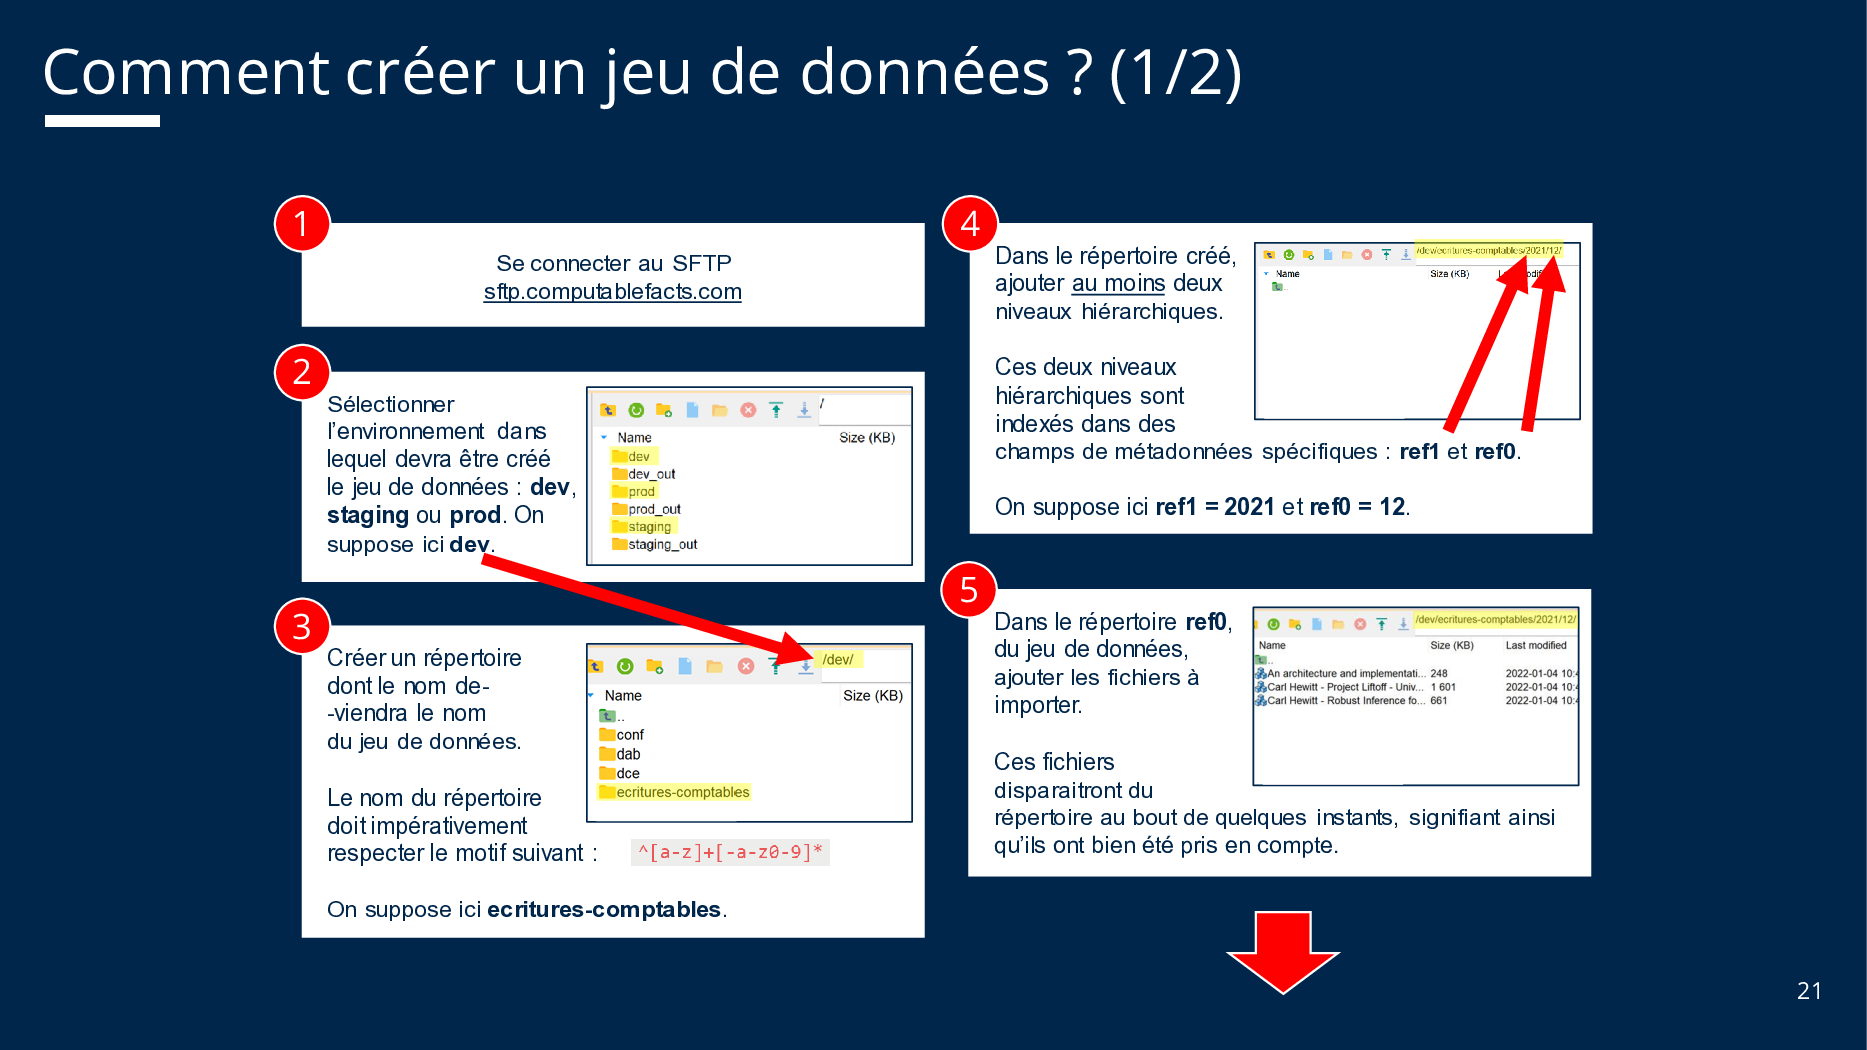 Comment créer un jeu de données ? (1/2)
1
Se connecter au SFTP
sftp.computablefacts.com
2
Sélectionner
l’environnement dans
lequel devra être créé
le jeu de données : dev,
staging ou prod. On
suppose ici dev.
/
Name Size (KB)
dev
dev_out
prod
prod_out
staging
staging_out
3
Créer un répertoire
dont le nom de-
-viendra le nom
du jeu de données.
Le nom du répertoire
doit impérativement
respecter le motif suivant : ^[a-z]+[-a-z0-9]*
On suppose ici ecritures-comptables.
/dev/
Name Size (KB)
..
conf
dab
dce
ecritures-comptables
4
Dans le répertoire créé,
ajouter au moins deux
niveaux hiérarchiques.
Ces deux niveaux
hiérarchiques sont
indexés dans des
champs de métadonnées spécifiques : ref1 et ref0.
On suppose ici ref1 = 2021 et ref0 = 12.
/dev/ecritures-comptables/2021/12/
Name Size (KB)
..
5
Dans le répertoire ref0,
du jeu de données,
ajouter les fichiers à
importer.
Ces fichiers
disparaitront du
répertoire au bout de quelques instants, signifiant ainsi
qu’ils ont bien été pris en compte.
/dev/ecritures-comptables/2021/12/
Name Size (KB) Last modified
..
An architecture and implementati... 248 2022-01-04 10:4
Carl Hewitt - Project Liftoff - Univ... 1 601 2022-01-04 10:4
Carl Hewitt - Robust Inference fo... 661 2022-01-04 10:4
21